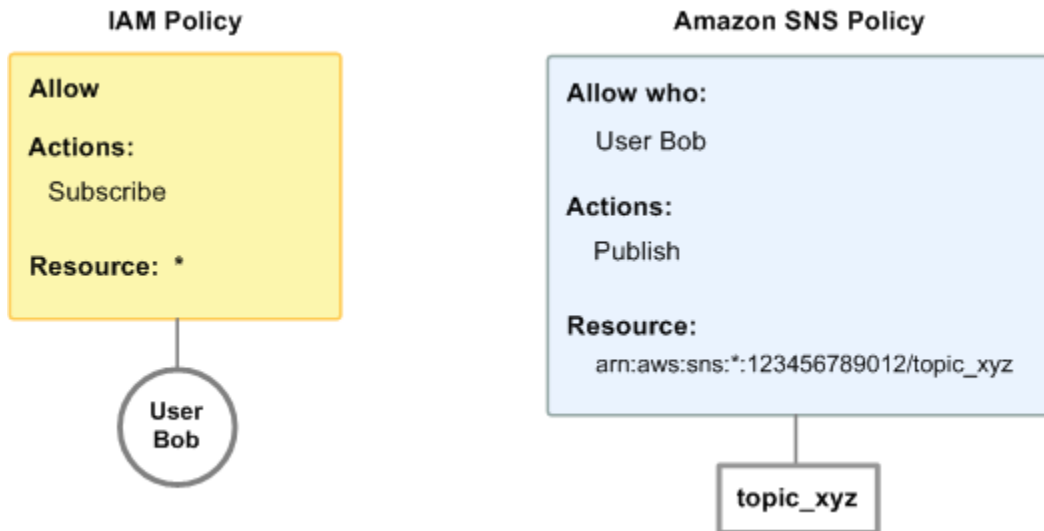 IAM Policy
Allow
Actions:
Subscribe
Resource: *
User
Bob
Amazon SNS Policy
Allow who:
User Bob
Actions:
Publish
Resource:
arn:aws:sns:*:123456789012/topic_xyz
topic_xyz